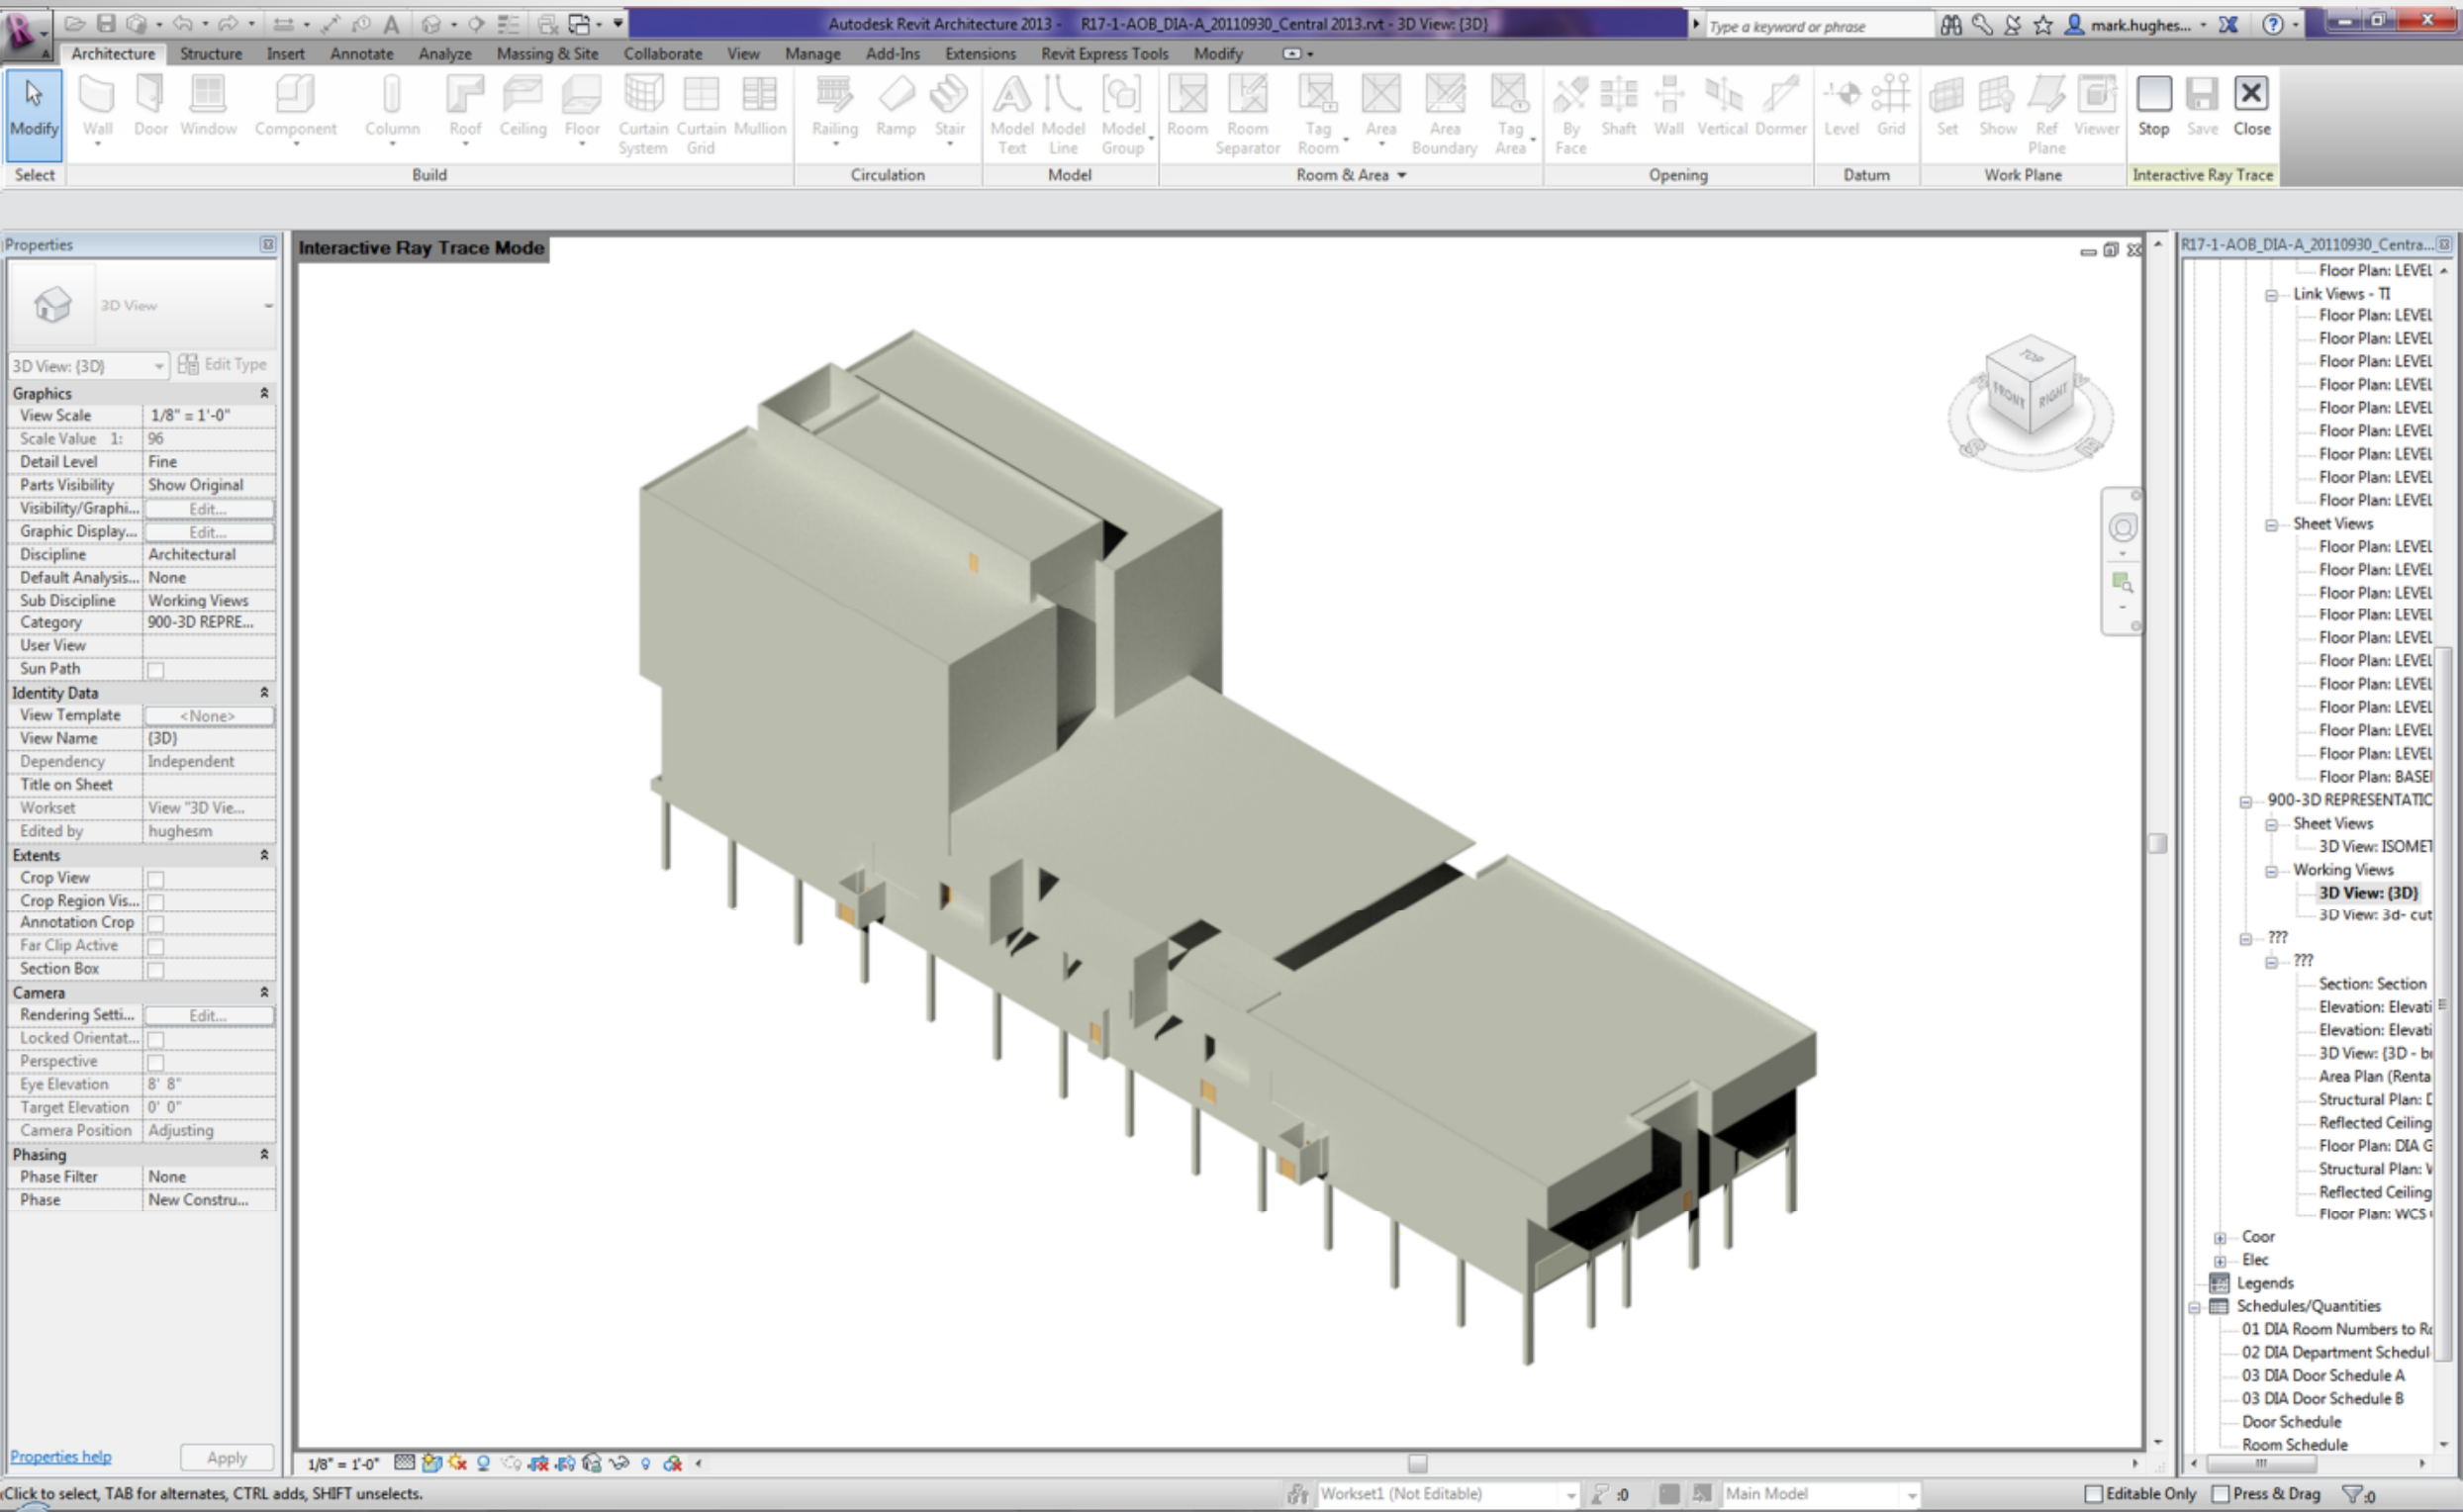 Autodesk Revit Architecture 2013 - R17-1-AOB_DIA-A_20110930_Central 2013.rvt - 3D View: {3D}
Type a keyword or phrase
mark.hughes...
Architecture Structure Insert Annotate Analyze Massing & Site Collaborate View Manage Add-Ins Extensions Revit Express Tools Modify
Modify Wall Door Window Component Column Roof Ceiling Floor Curtain System Curtain Grid Mullion Railing Ramp Stair Model Text Model Line Model Group Room Room Separator Tag Room Area Area Boundary Tag Area By Face Shaft Wall Vertical Dormer Level Grid Set Show Ref Plane Viewer Stop Save Close
Select Build Circulation Model Room & Area Opening Datum Work Plane Interactive Ray Trace
Properties
3D View
3D View: {3D} Edit Type
Graphics
View Scale 1/8" = 1'-0"
Scale Value 1: 96
Detail Level Fine
Parts Visibility Show Original
Visibility/Graphi... Edit...
Graphic Display... Edit...
Discipline Architectural
Default Analysis... None
Sub Discipline Working Views
Category 900-3D REPRE...
User View
Sun Path
Identity Data
View Template <None>
View Name {3D}
Dependency Independent
Title on Sheet
Workset View "3D Vie...
Edited by hughesm
Extents
Crop View
Crop Region Vis...
Annotation Crop
Far Clip Active
Section Box
Camera
Rendering Setti... Edit...
Locked Orientat...
Perspective
Eye Elevation 8' 8"
Target Elevation 0' 0"
Camera Position Adjusting
Phasing
Phase Filter None
Phase New Constru...
Properties help Apply
Interactive Ray Trace Mode
TOP
FRONT RIGHT
R17-1-AOB_DIA-A_20110930_Centra...
Floor Plan: LEVEL
Link Views - TI
Floor Plan: LEVEL
Floor Plan: LEVEL
Floor Plan: LEVEL
Floor Plan: LEVEL
Floor Plan: LEVEL
Floor Plan: LEVEL
Floor Plan: LEVEL
Floor Plan: LEVEL
Floor Plan: LEVEL
Sheet Views
Floor Plan: LEVEL
Floor Plan: LEVEL
Floor Plan: LEVEL
Floor Plan: LEVEL
Floor Plan: LEVEL
Floor Plan: LEVEL
Floor Plan: LEVEL
Floor Plan: LEVEL
Floor Plan: LEVEL
Floor Plan: LEVEL
Floor Plan: BASEI
900-3D REPRESENTATIC
Sheet Views
3D View: ISOMET
Working Views
3D View: {3D}
3D View: 3d- cut
???
???
Section: Section
Elevation: Elevati
Elevation: Elevati
3D View: {3D - b
Area Plan (Renta
Structural Plan: D
Reflected Ceiling
Floor Plan: DIA G
Structural Plan: V
Reflected Ceiling
Floor Plan: WCS
Coor
Elec
Legends
Schedules/Quantities
01 DIA Room Numbers to Ro
02 DIA Department Schedul
03 DIA Door Schedule A
03 DIA Door Schedule B
Door Schedule
Room Schedule
1/8" = 1'-0"
Click to select, TAB for alternates, CTRL adds, SHIFT unselects.
Workset1 (Not Editable) :0 Main Model Editable Only Press & Drag :0